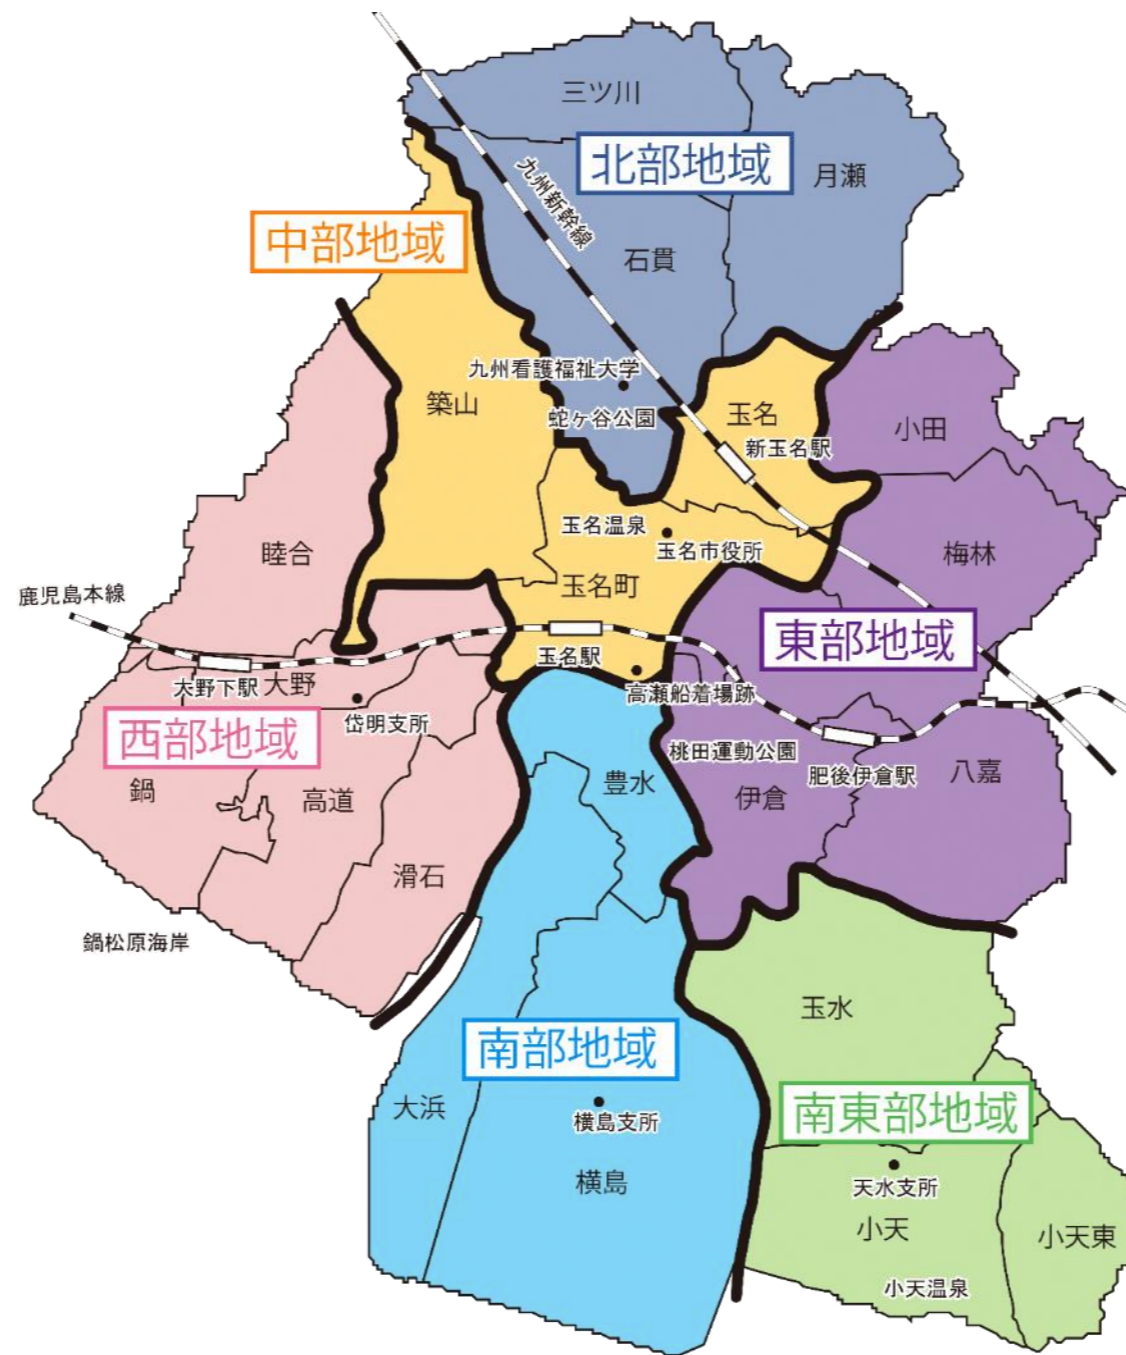 三ツ川
北部地域
月瀬
九州新幹線
中部地域
石貫
九州看護福祉大学
築山
蛇ヶ谷公園
玉名
新玉名駅
小田
玉名温泉
玉名市役所
睦合
梅林
鹿児島本線
玉名町
東部地域
玉名駅
大野下駅
大野
高瀬船着場跡
岱明支所
西部地域
桃田運動公園
肥後伊倉駅
八嘉
豊水
伊倉
鍋
高道
滑石
鍋松原海岸
玉水
南部地域
大浜
横島支所
南東部地域
横島
天水支所
小天
小天東
小天温泉